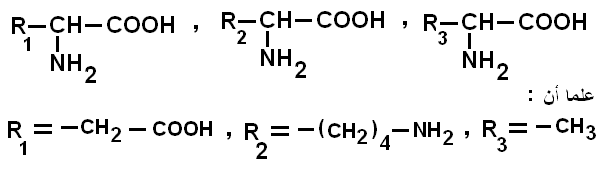 R1–CH–COOH , R2–CH–COOH , R3–CH–COOH
NH2 NH2 NH2
علما أن :
R1 = –CH2–COOH , R2 = –(CH2)4–NH2 , R3 = –CH3